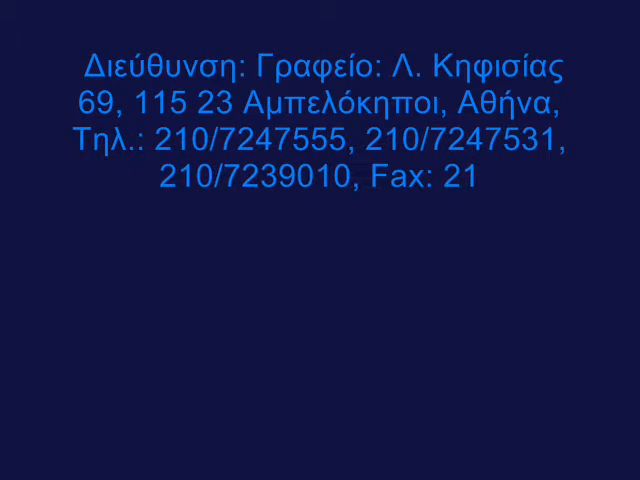 Διεύθυνση: Γραφείο: Λ. Κηφισίας
69, 115 23 Αμπελόκηποι, Αθήνα,
Τηλ.: 210/7247555, 210/7247531,
210/7239010, Fax: 21